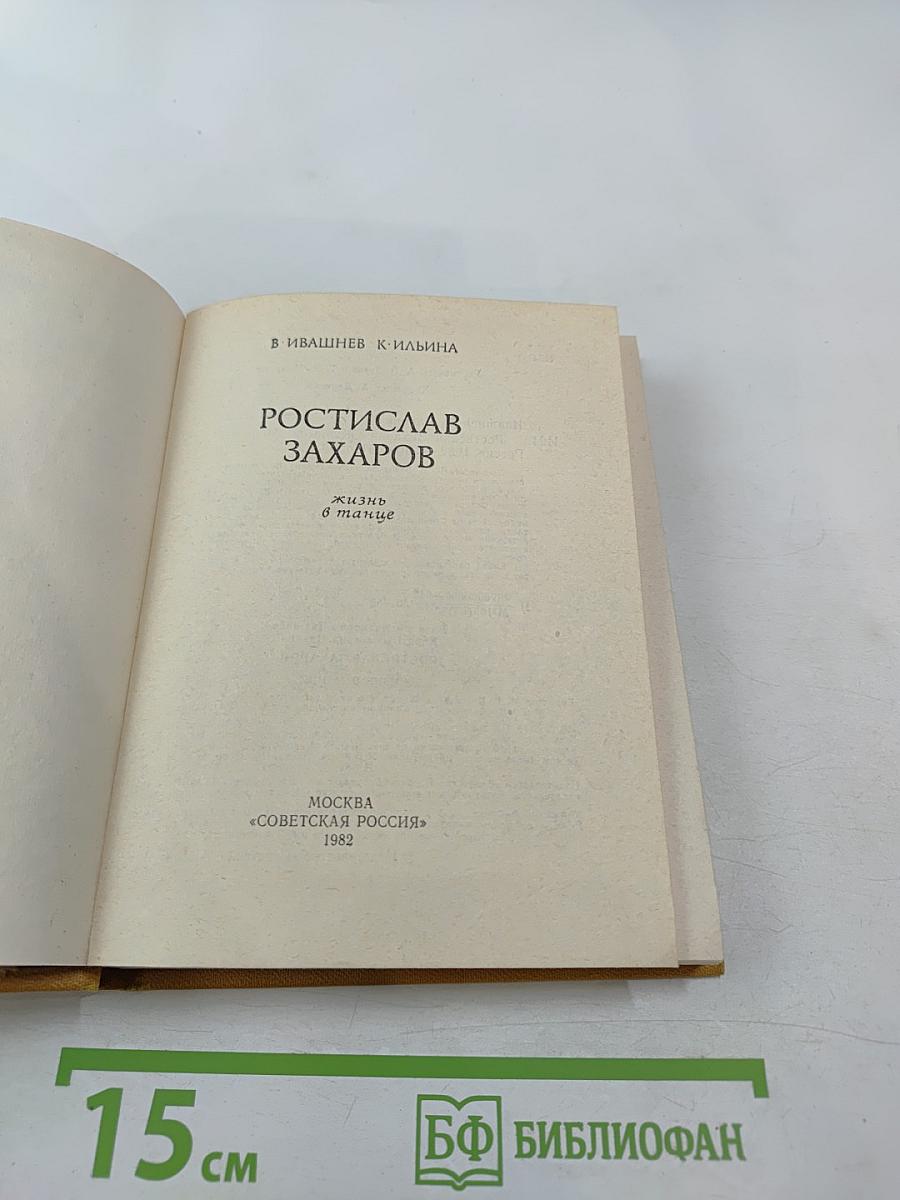 В·ИВАШНЕВ К·ИЛЬИНА
РОСТИСЛАВ
ЗАХАРОВ
жизнь
в танце
МОСКВА
«СОВЕТСКАЯ РОССИЯ»
1982
15 см
БФ БИБЛИОФАН